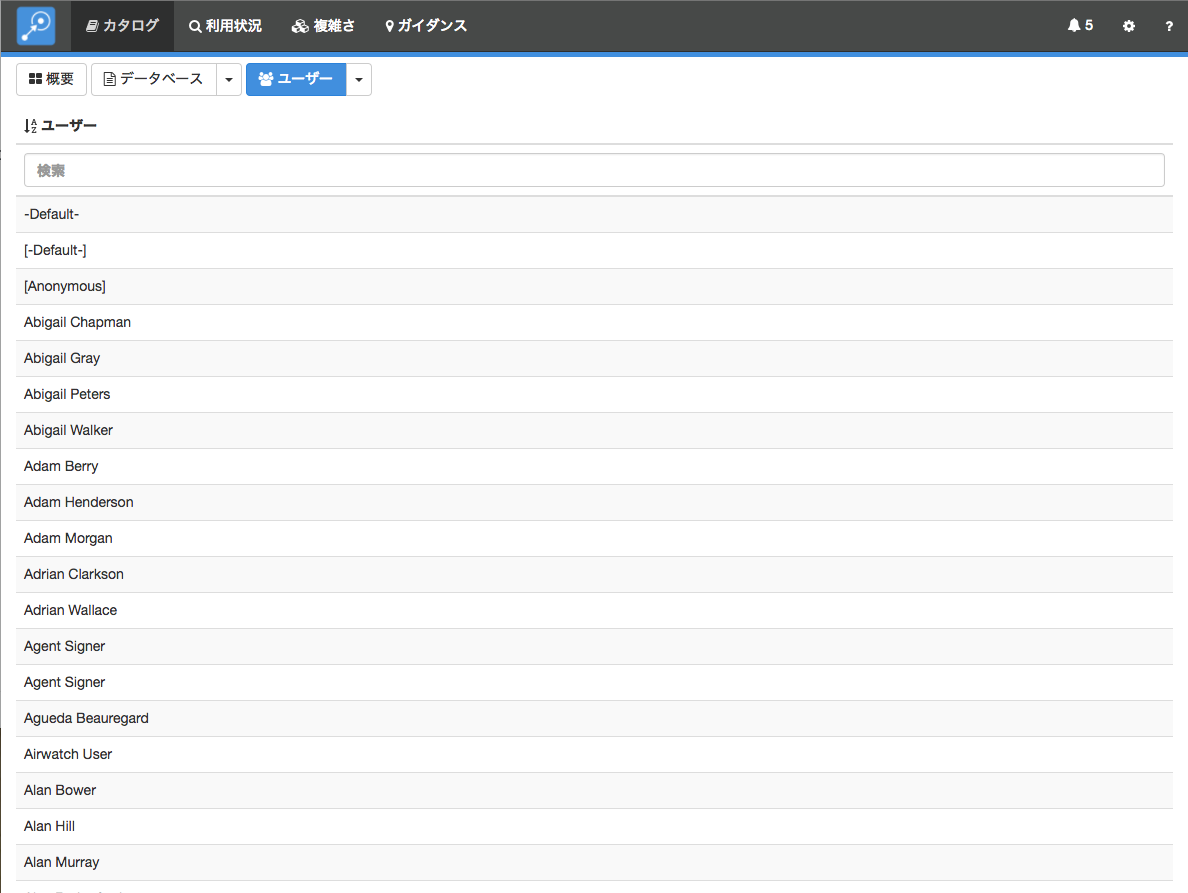 カタログ 利用状況 複雑さ ガイダンス 5 ?
概要 データベース ユーザー
ユーザー
検索
-Default-
[-Default-]
[Anonymous]
Abigail Chapman
Abigail Gray
Abigail Peters
Abigail Walker
Adam Berry
Adam Henderson
Adam Morgan
Adrian Clarkson
Adrian Wallace
Agent Signer
Agent Signer
Agueda Beauregard
Airwatch User
Alan Bower
Alan Hill
Alan Murray